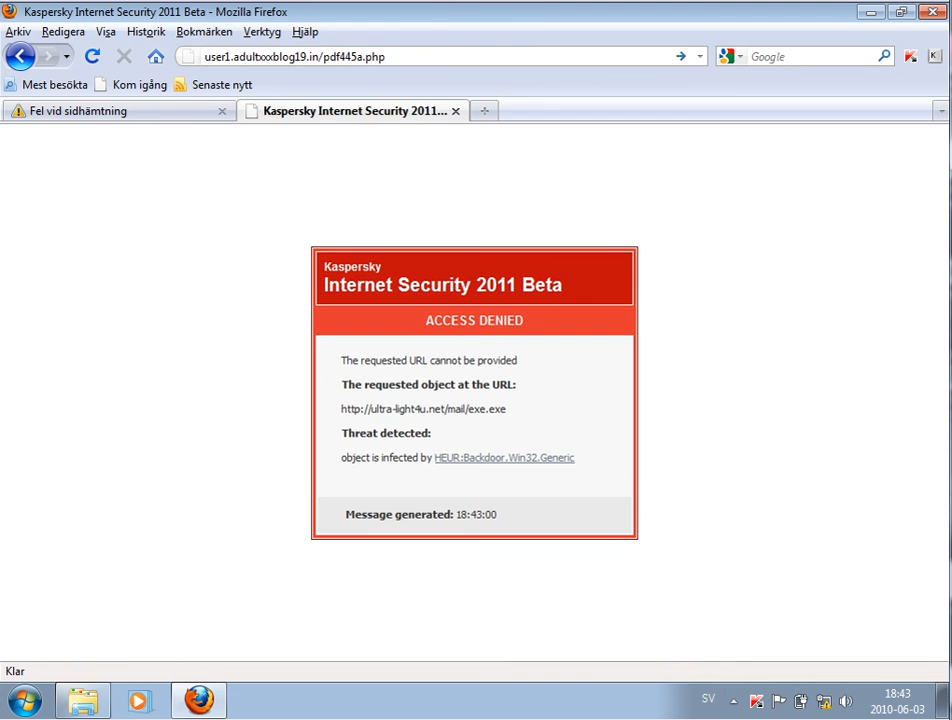 Kaspersky Internet Security 2011 Beta - Mozilla Firefox
Arkiv Redigera Visa Historik Bokmärken Verktyg Hjälp
user1.adultxxxblog19.in/pdf445a.php
Google
Mest besökta Kom igång Senaste nytt
Fel vid sidhämtning
Kaspersky Internet Security 2011...
Kaspersky
Internet Security 2011 Beta
ACCESS DENIED
The requested URL cannot be provided
The requested object at the URL:
http://ultra-light4u.net/mail/exe.exe
Threat detected:
object is infected by HEUR:Backdoor.Win32.Generic
Message generated: 18:43:00
Klar
SV
18:43
2010-06-03